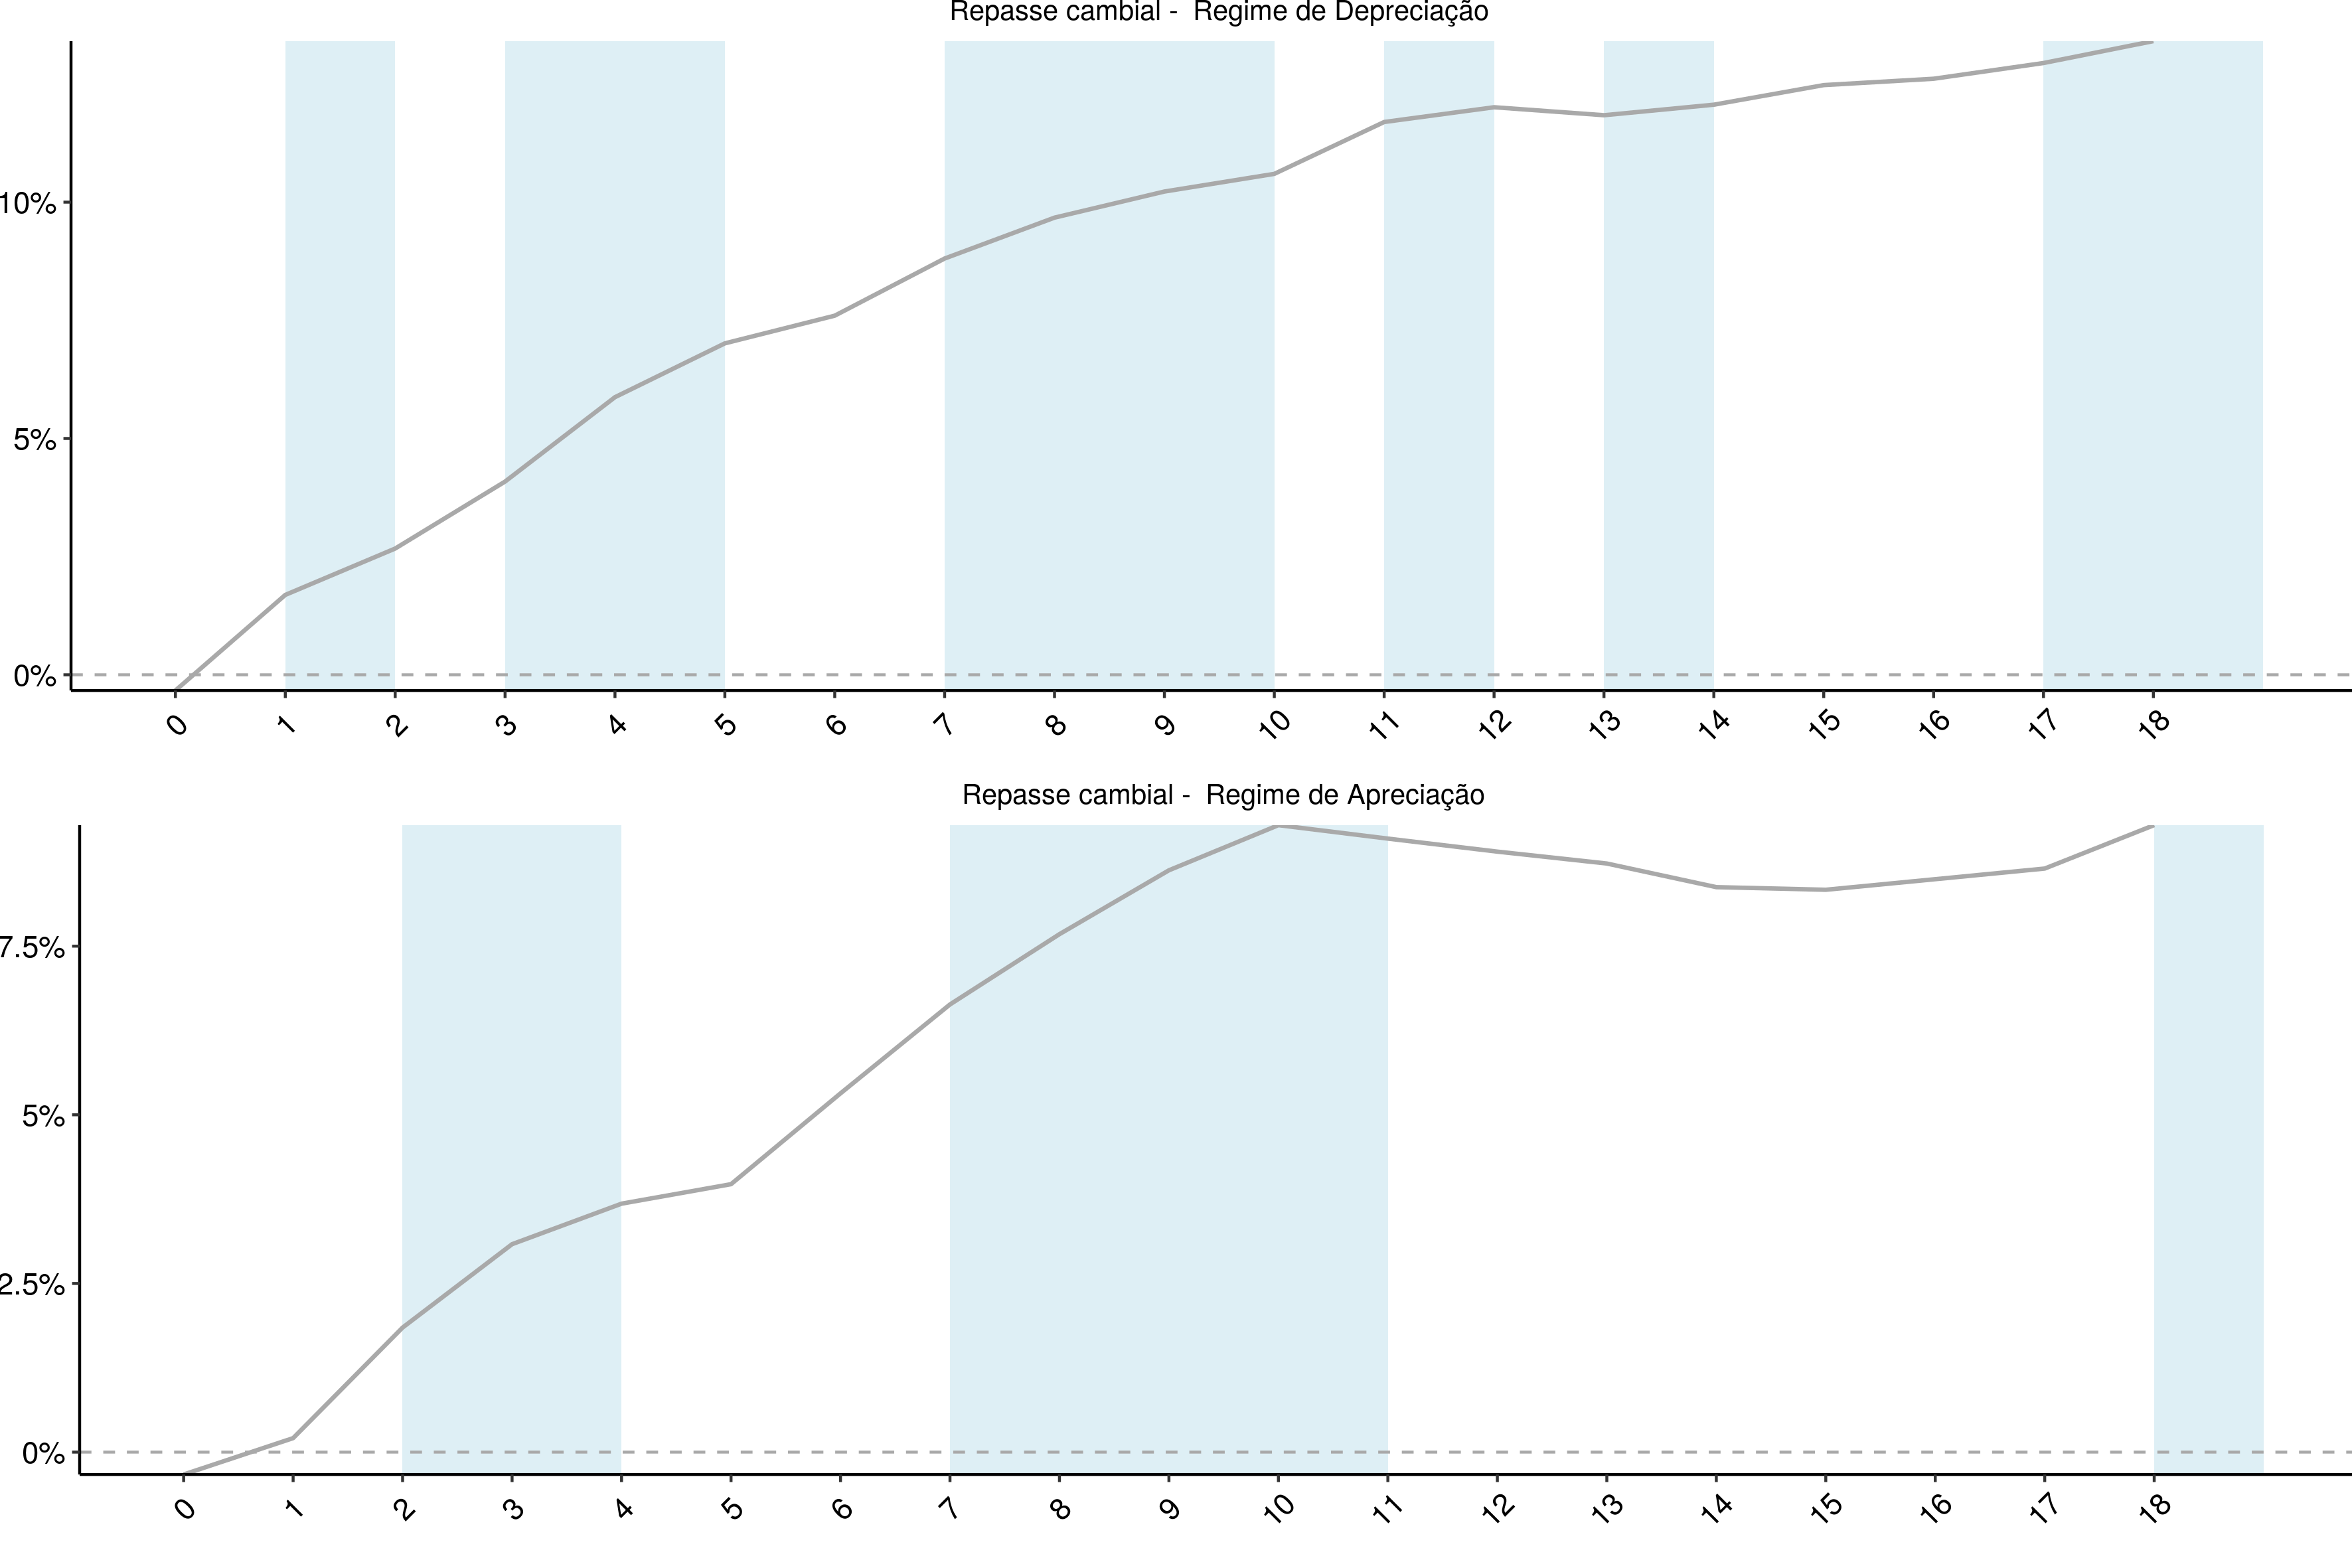 Repasse cambial -  Regime de Depreciação
10%
5%
0%
0 1 2 3 4 5 6 7 8 9 10 11 12 13 14 15 16 17 18
Repasse cambial -  Regime de Apreciação
7.5%
5%
2.5%
0%
0 1 2 3 4 5 6 7 8 9 10 11 12 13 14 15 16 17 18